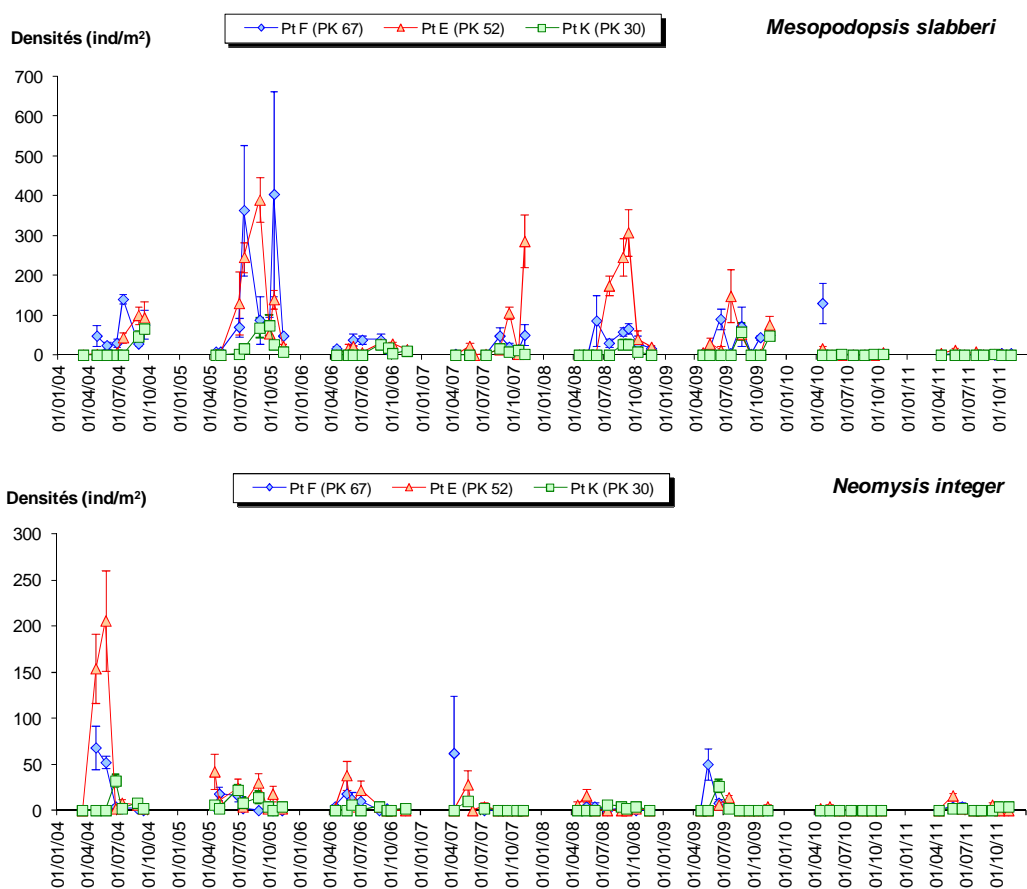 Densités (ind/m²)
Pt F (PK 67) Pt E (PK 52) Pt K (PK 30)
Mesopodopsis slabberi
700
600
500
400
300
200
100
0
01/01/04 01/04/04 01/07/04 01/10/04 01/01/05 01/04/05 01/07/05 01/10/05 01/01/06 01/04/06 01/07/06 01/10/06 01/01/07 01/04/07 01/07/07 01/10/07 01/01/08 01/04/08 01/07/08 01/10/08 01/01/09 01/04/09 01/07/09 01/10/09 01/01/10 01/04/10 01/07/10 01/10/10 01/01/11 01/04/11 01/07/11 01/10/11
Densités (ind/m²)
Pt F (PK 67) Pt E (PK 52) Pt K (PK 30)
Neomysis integer
300
250
200
150
100
50
0
01/01/04 01/04/04 01/07/04 01/10/04 01/01/05 01/04/05 01/07/05 01/10/05 01/01/06 01/04/06 01/07/06 01/10/06 01/01/07 01/04/07 01/07/07 01/10/07 01/01/08 01/04/08 01/07/08 01/10/08 01/01/09 01/04/09 01/07/09 01/10/09 01/01/10 01/04/10 01/07/10 01/10/10 01/01/11 01/04/11 01/07/11 01/10/11